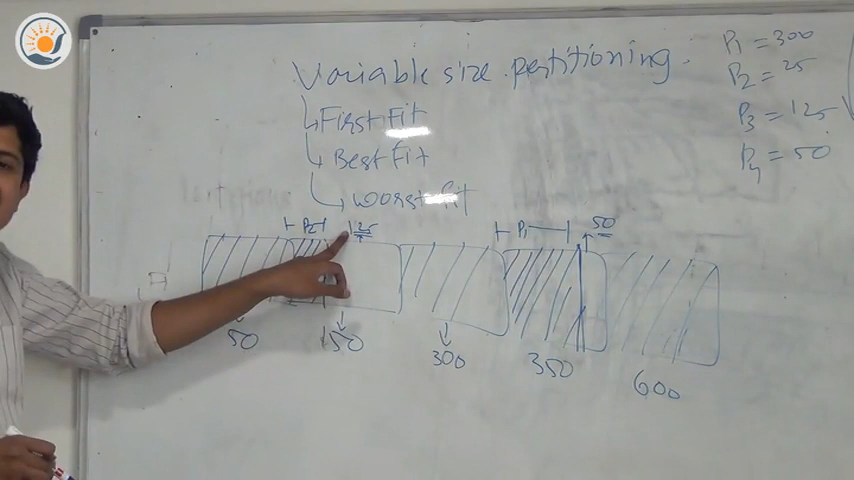 Variable size partitioning.
First Fit
Best Fit
Worst fit
P1 = 300
P2 = 25
P3 = 125
P4 = 50
P2 125 P1 50
50 150 300 350 600